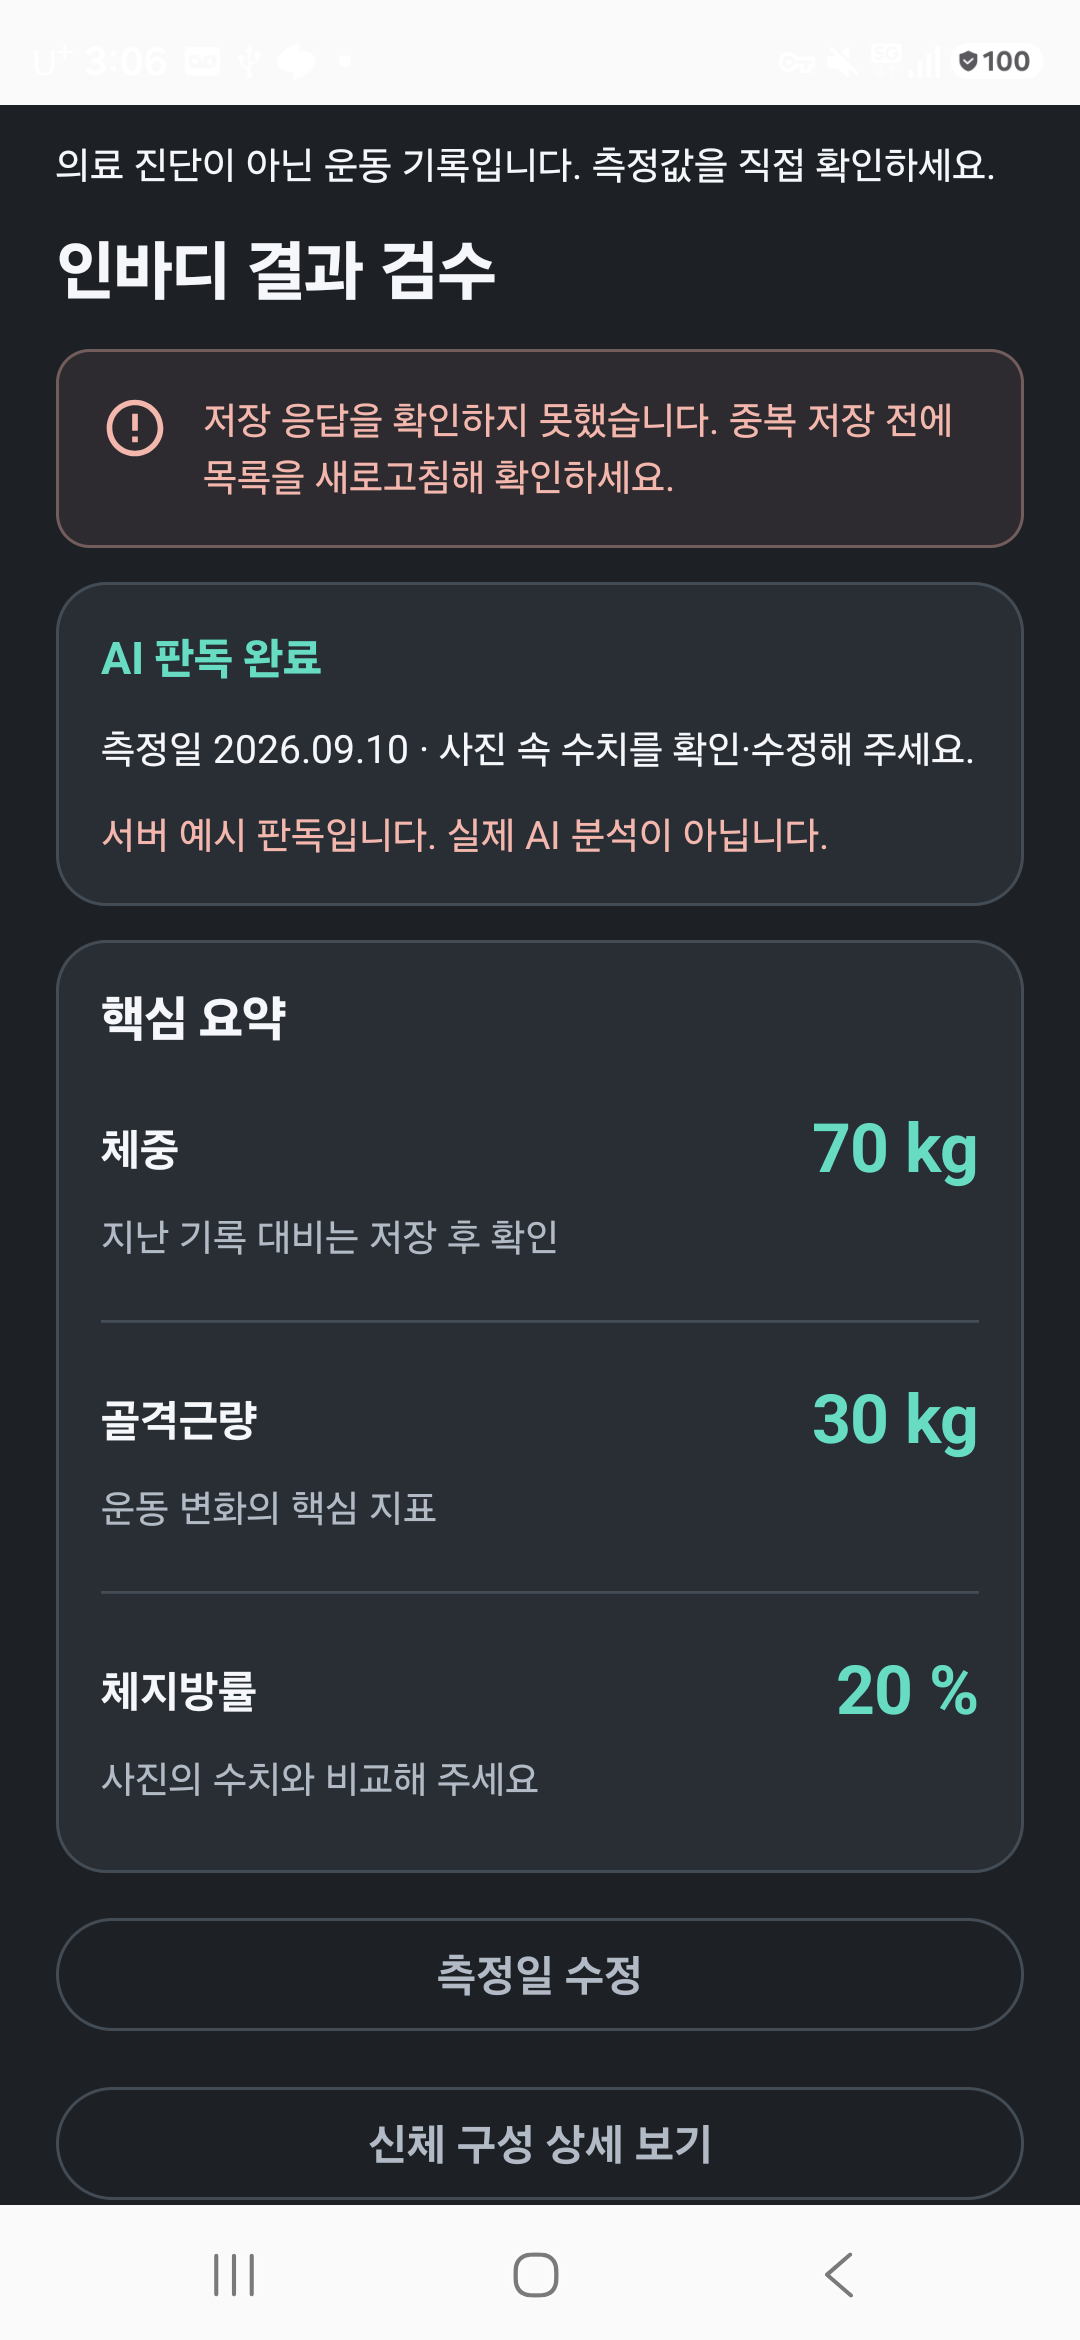 U+ 3:06
5G
100
의료 진단이 아닌 운동 기록입니다. 측정값을 직접 확인하세요.
인바디 결과 검수
저장 응답을 확인하지 못했습니다. 중복 저장 전에
목록을 새로고침해 확인하세요.
AI 판독 완료
측정일 2026.09.10 · 사진 속 수치를 확인·수정해 주세요.
서버 예시 판독입니다. 실제 AI 분석이 아닙니다.
핵심 요약
체중
70 kg
지난 기록 대비는 저장 후 확인
골격근량
30 kg
운동 변화의 핵심 지표
체지방률
20 %
사진의 수치와 비교해 주세요
측정일 수정
신체 구성 상세 보기